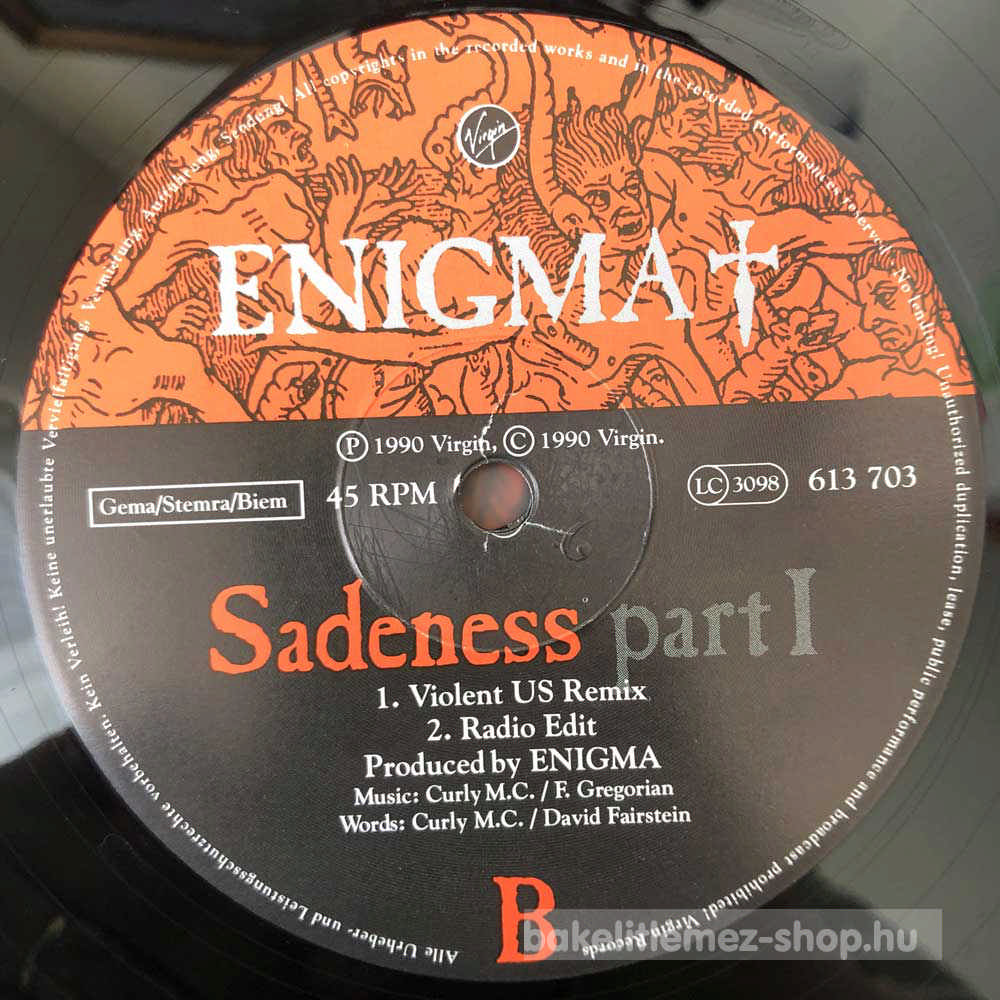 Alle Urheber- und Leistungsschutzrechte vorbehalten. Kein Verleih! Keine unerlaubte Vervielfältigung, Vermietung, Aufführung, Sendung! All copyrights in the recorded works and in the recorded performances reserved. No lending! Unauthorized duplication, lease, public performance and broadcast prohibited! Virgin Records
Virgin
ENIGMA†
Ⓟ 1990 Virgin, © 1990 Virgin.
Gema/Stemra/Biem 45 RPM LC 3098 613 703
Sadeness part I
1. Violent US Remix
2. Radio Edit
Produced by ENIGMA
Music: Curly M.C. / F. Gregorian
Words: Curly M.C. / David Fairstein
B
bakelitlemez-shop.hu